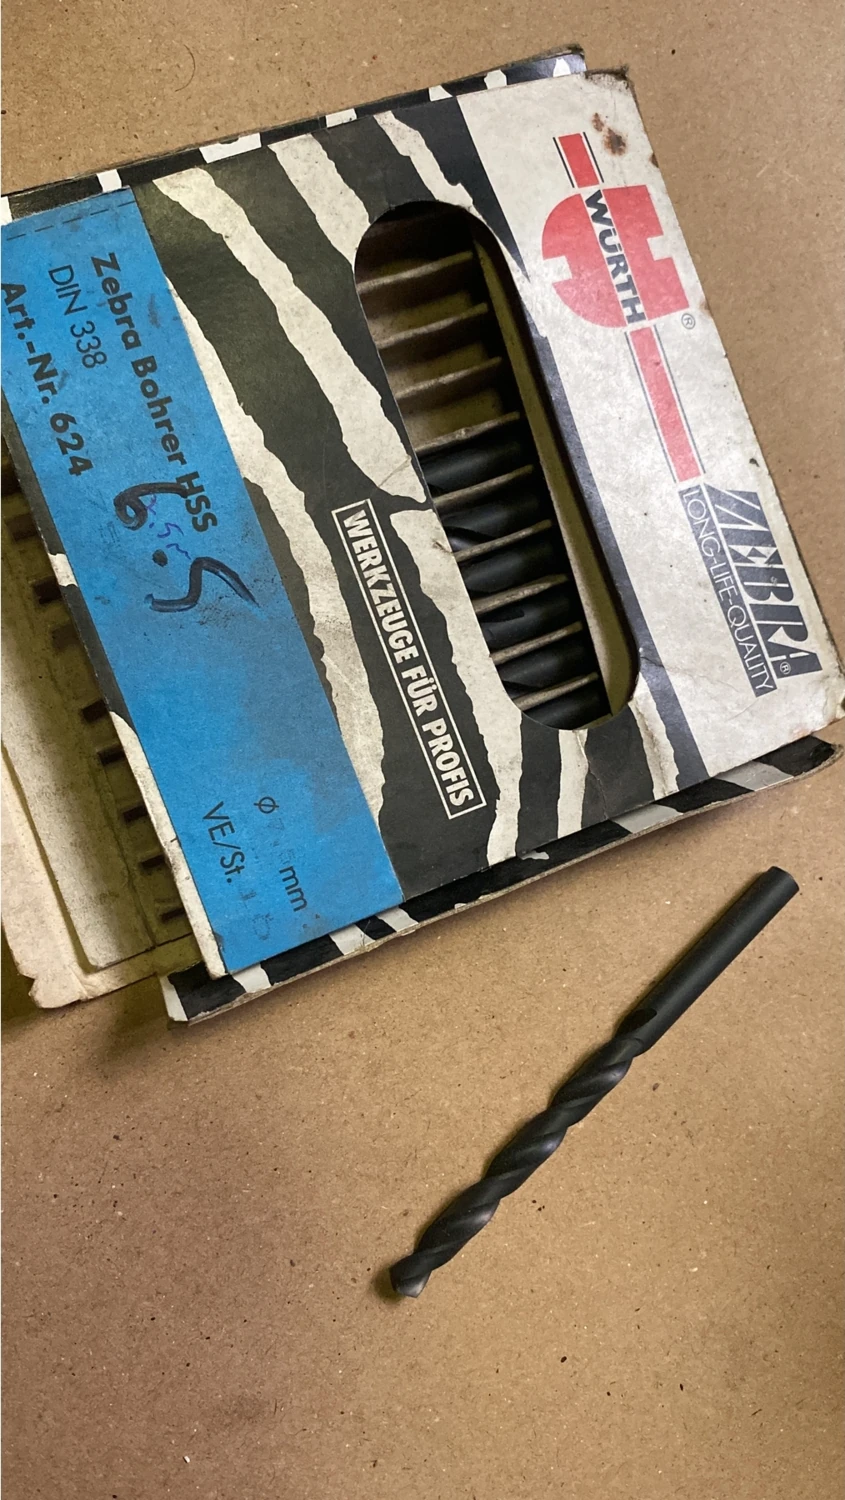 WÜRTH
®
ZEBRA®
LONG-LIFE-QUALITY
WERKZEUGE FÜR PROFIS
Zebra Bohrer HSS
DIN 338
Art.-Nr. 624
6.5
Ø mm
VE/St.